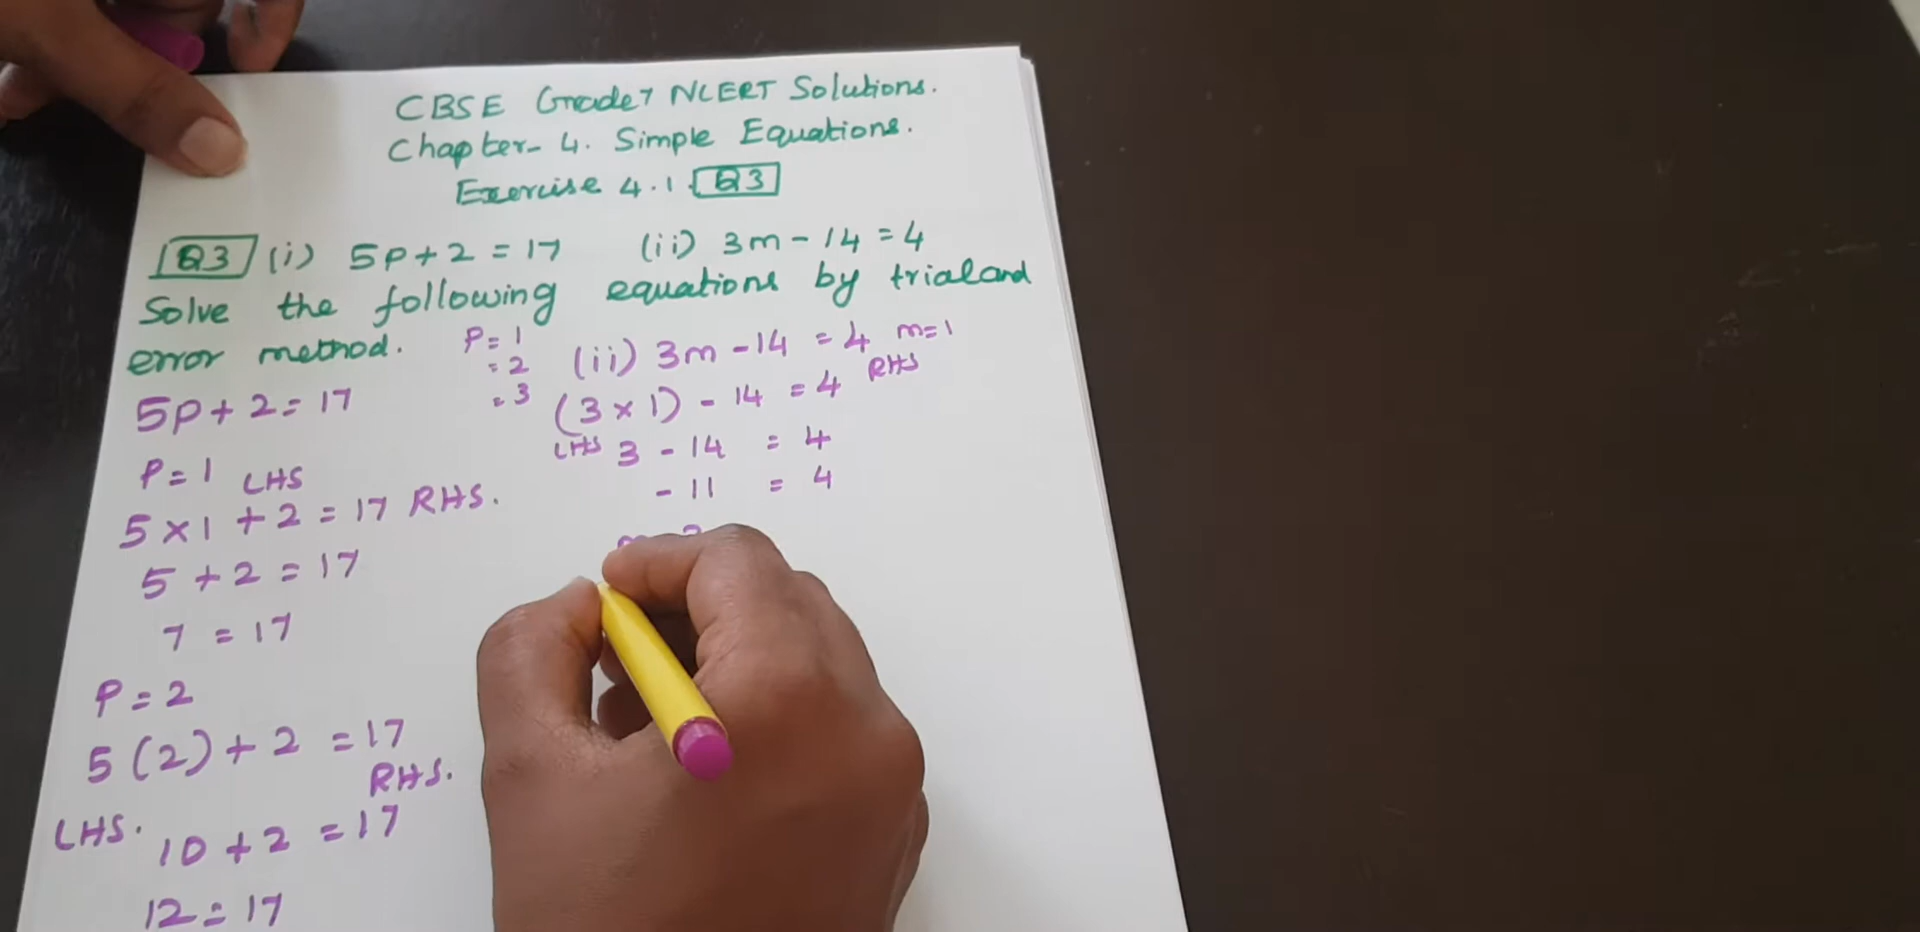 CBSE Grade7 NCERT Solutions.
Chapter- 4. Simple Equations.
Exercise 4.1. Q3
Q3 (i) 5p+2=17 (ii) 3m-14=4
Solve the following equations by trial and
error method.
5p+2=17
P=1 LHS
5×1+2=17 RHS.
5+2=17
7=17
P=2
5(2)+2=17
RHS.
LHS. 10+2=17
12=17
P=1
=2
=3
(ii) 3m-14=4 m=1
(3×1)-14=4 RHS
LHS 3-14=4
-11=4